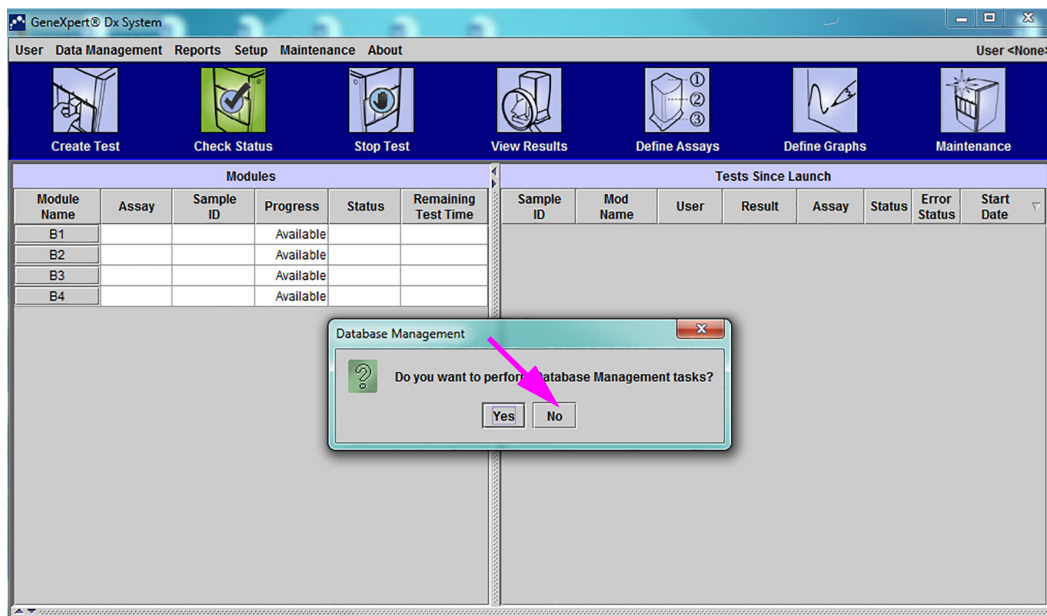 GeneXpert® Dx System
User Data Management Reports Setup Maintenance About User <None>
Create Test Check Status Stop Test View Results Define Assays Define Graphs Maintenance
1
2
3
Modules
Tests Since Launch
Module Name Assay Sample ID Progress Status Remaining Test Time
Sample ID Mod Name User Result Assay Status Error Status Start Date
B1 Available
B2 Available
B3 Available
B4 Available
Database Management
Do you want to perform Database Management tasks?
Yes No